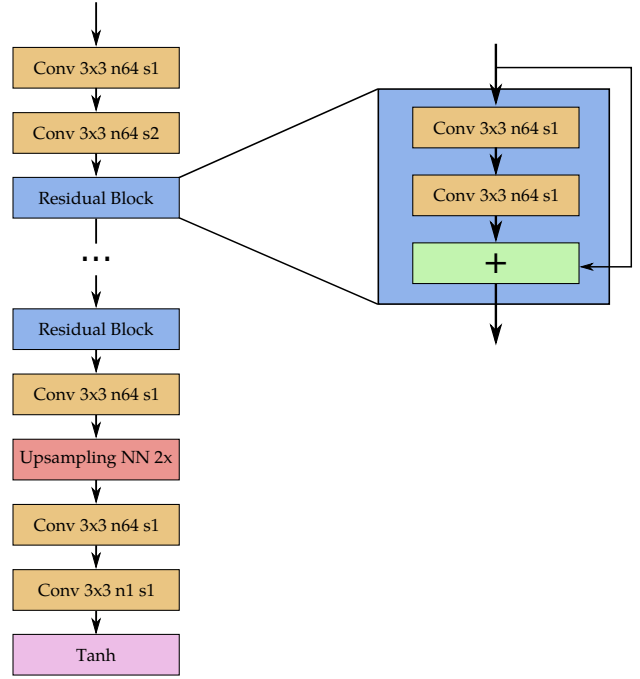 Conv 3x3 n64 s1
Conv 3x3 n64 s2
Residual Block
...
Residual Block
Conv 3x3 n64 s1
Upsampling NN 2x
Conv 3x3 n64 s1
Conv 3x3 n1 s1
Tanh
Conv 3x3 n64 s1
Conv 3x3 n64 s1
+